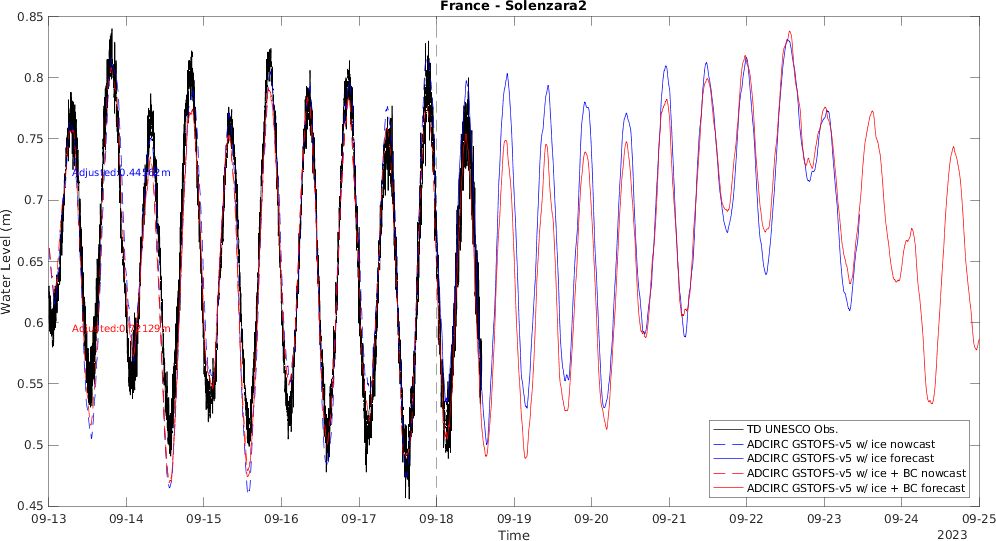 France - Solenzara2
Water Level (m)
0.85
0.8
0.75
0.7
0.65
0.6
0.55
0.5
0.45
Adjusted:0.44562m
09-13
09-14
09-15
09-16
09-17
09-18
09-19
09-20
09-21
09-22
09-23
09-24
09-25
Time
2023
TD UNESCO Obs.
ADCIRC GSTOFS-v5 w/ ice nowcast
ADCIRC GSTOFS-v5 w/ ice forecast
ADCIRC GSTOFS-v5 w/ ice + BC nowcast
ADCIRC GSTOFS-v5 w/ ice + BC forecast